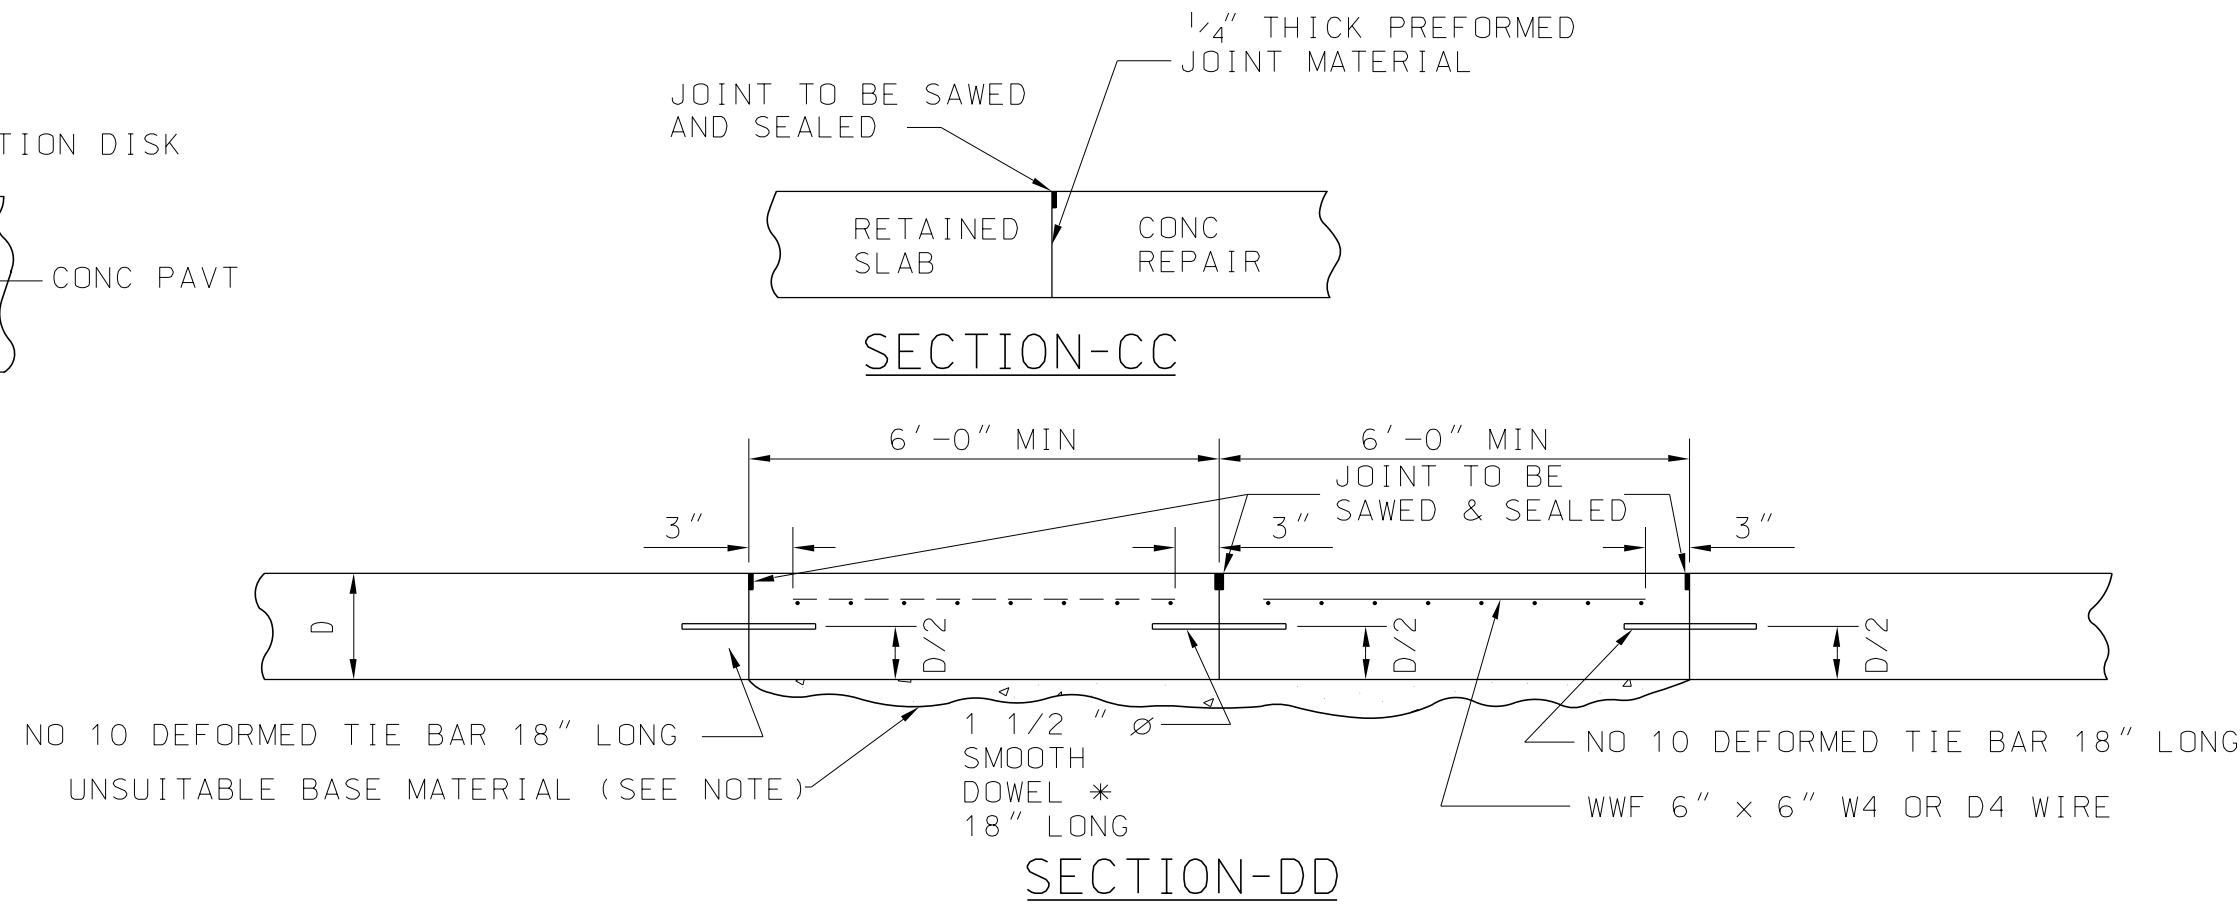 1/4" THICK PREFORMED
JOINT MATERIAL
JOINT TO BE SAWED
AND SEALED
TION DISK
CONC PAVT
RETAINED
SLAB
CONC
REPAIR
SECTION-CC
6'-0" MIN
6'-0" MIN
JOINT TO BE
SAWED & SEALED
3"
3"
3"
D
D/2
D/2
D/2
NO 10 DEFORMED TIE BAR 18" LONG
UNSUITABLE BASE MATERIAL (SEE NOTE)
1 1/2 " Ø
SMOOTH
DOWEL *
18" LONG
NO 10 DEFORMED TIE BAR 18" LONG
WWF 6" x 6" W4 OR D4 WIRE
SECTION-DD